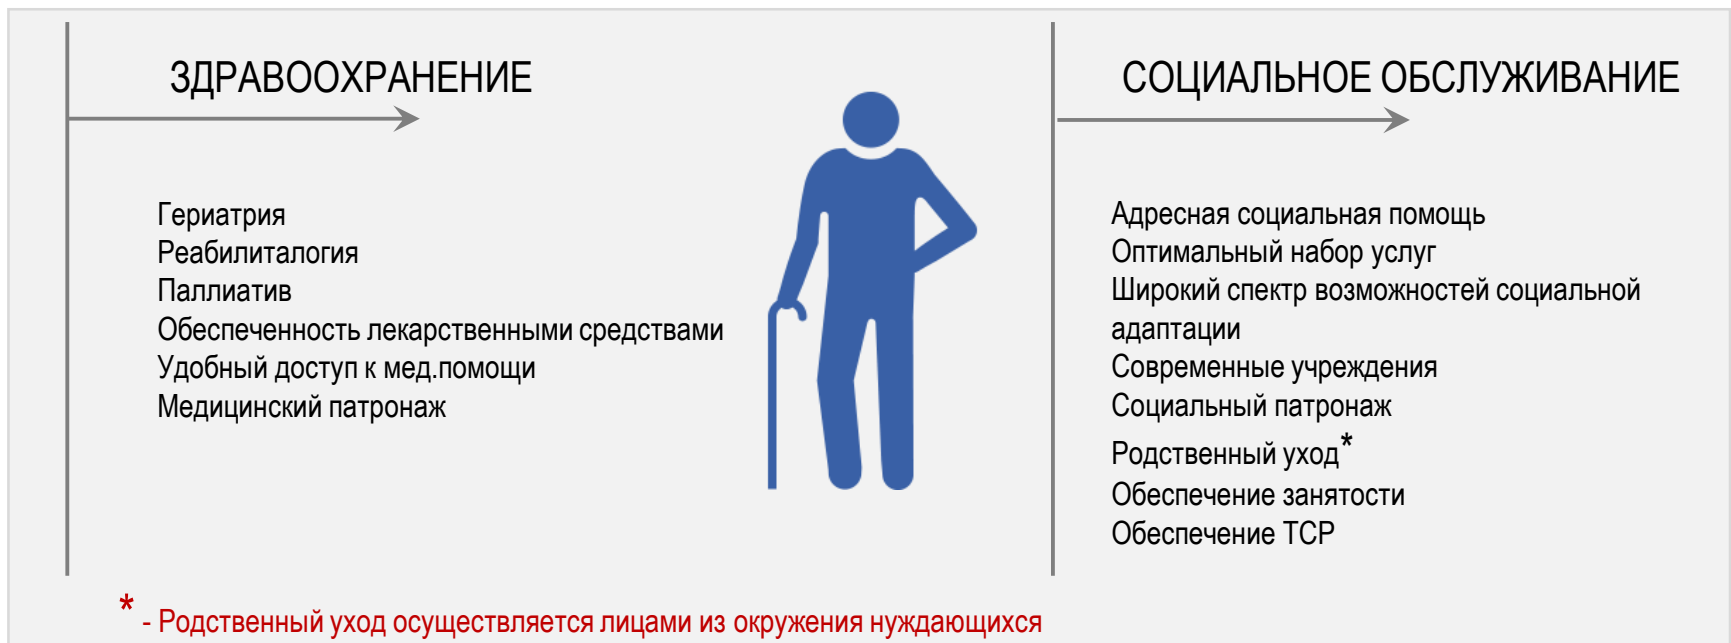 ЗДРАВООХРАНЕНИЕ
Гериатрия
Реабилиталогия
Паллиатив
Обеспеченность лекарственными средствами
Удобный доступ к мед.помощи
Медицинский патронаж
СОЦИАЛЬНОЕ ОБСЛУЖИВАНИЕ
Адресная социальная помощь
Оптимальный набор услуг
Широкий спектр возможностей социальной
адаптации
Современные учреждения
Социальный патронаж
Родственный уход*
Обеспечение занятости
Обеспечение ТСР
* - Родственный уход осуществляется лицами из окружения нуждающихся